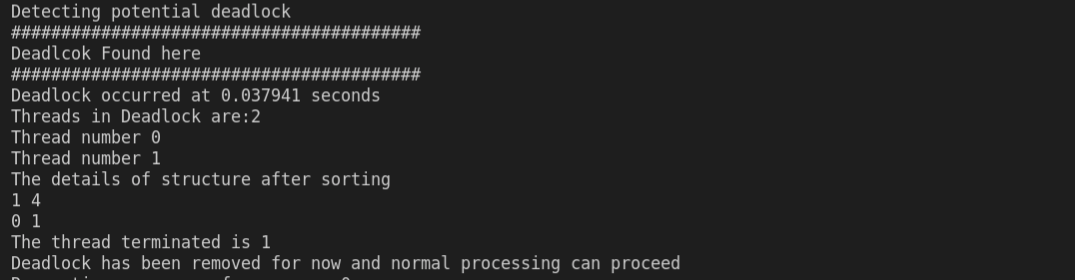 Detecting potential deadlock
#########################################
Deadlcok Found here
#########################################
Deadlock occurred at 0.037941 seconds
Threads in Deadlock are:2
Thread number 0
Thread number 1
The details of structure after sorting
1 4
0 1
The thread terminated is 1
Deadlock has been removed for now and normal processing can proceed